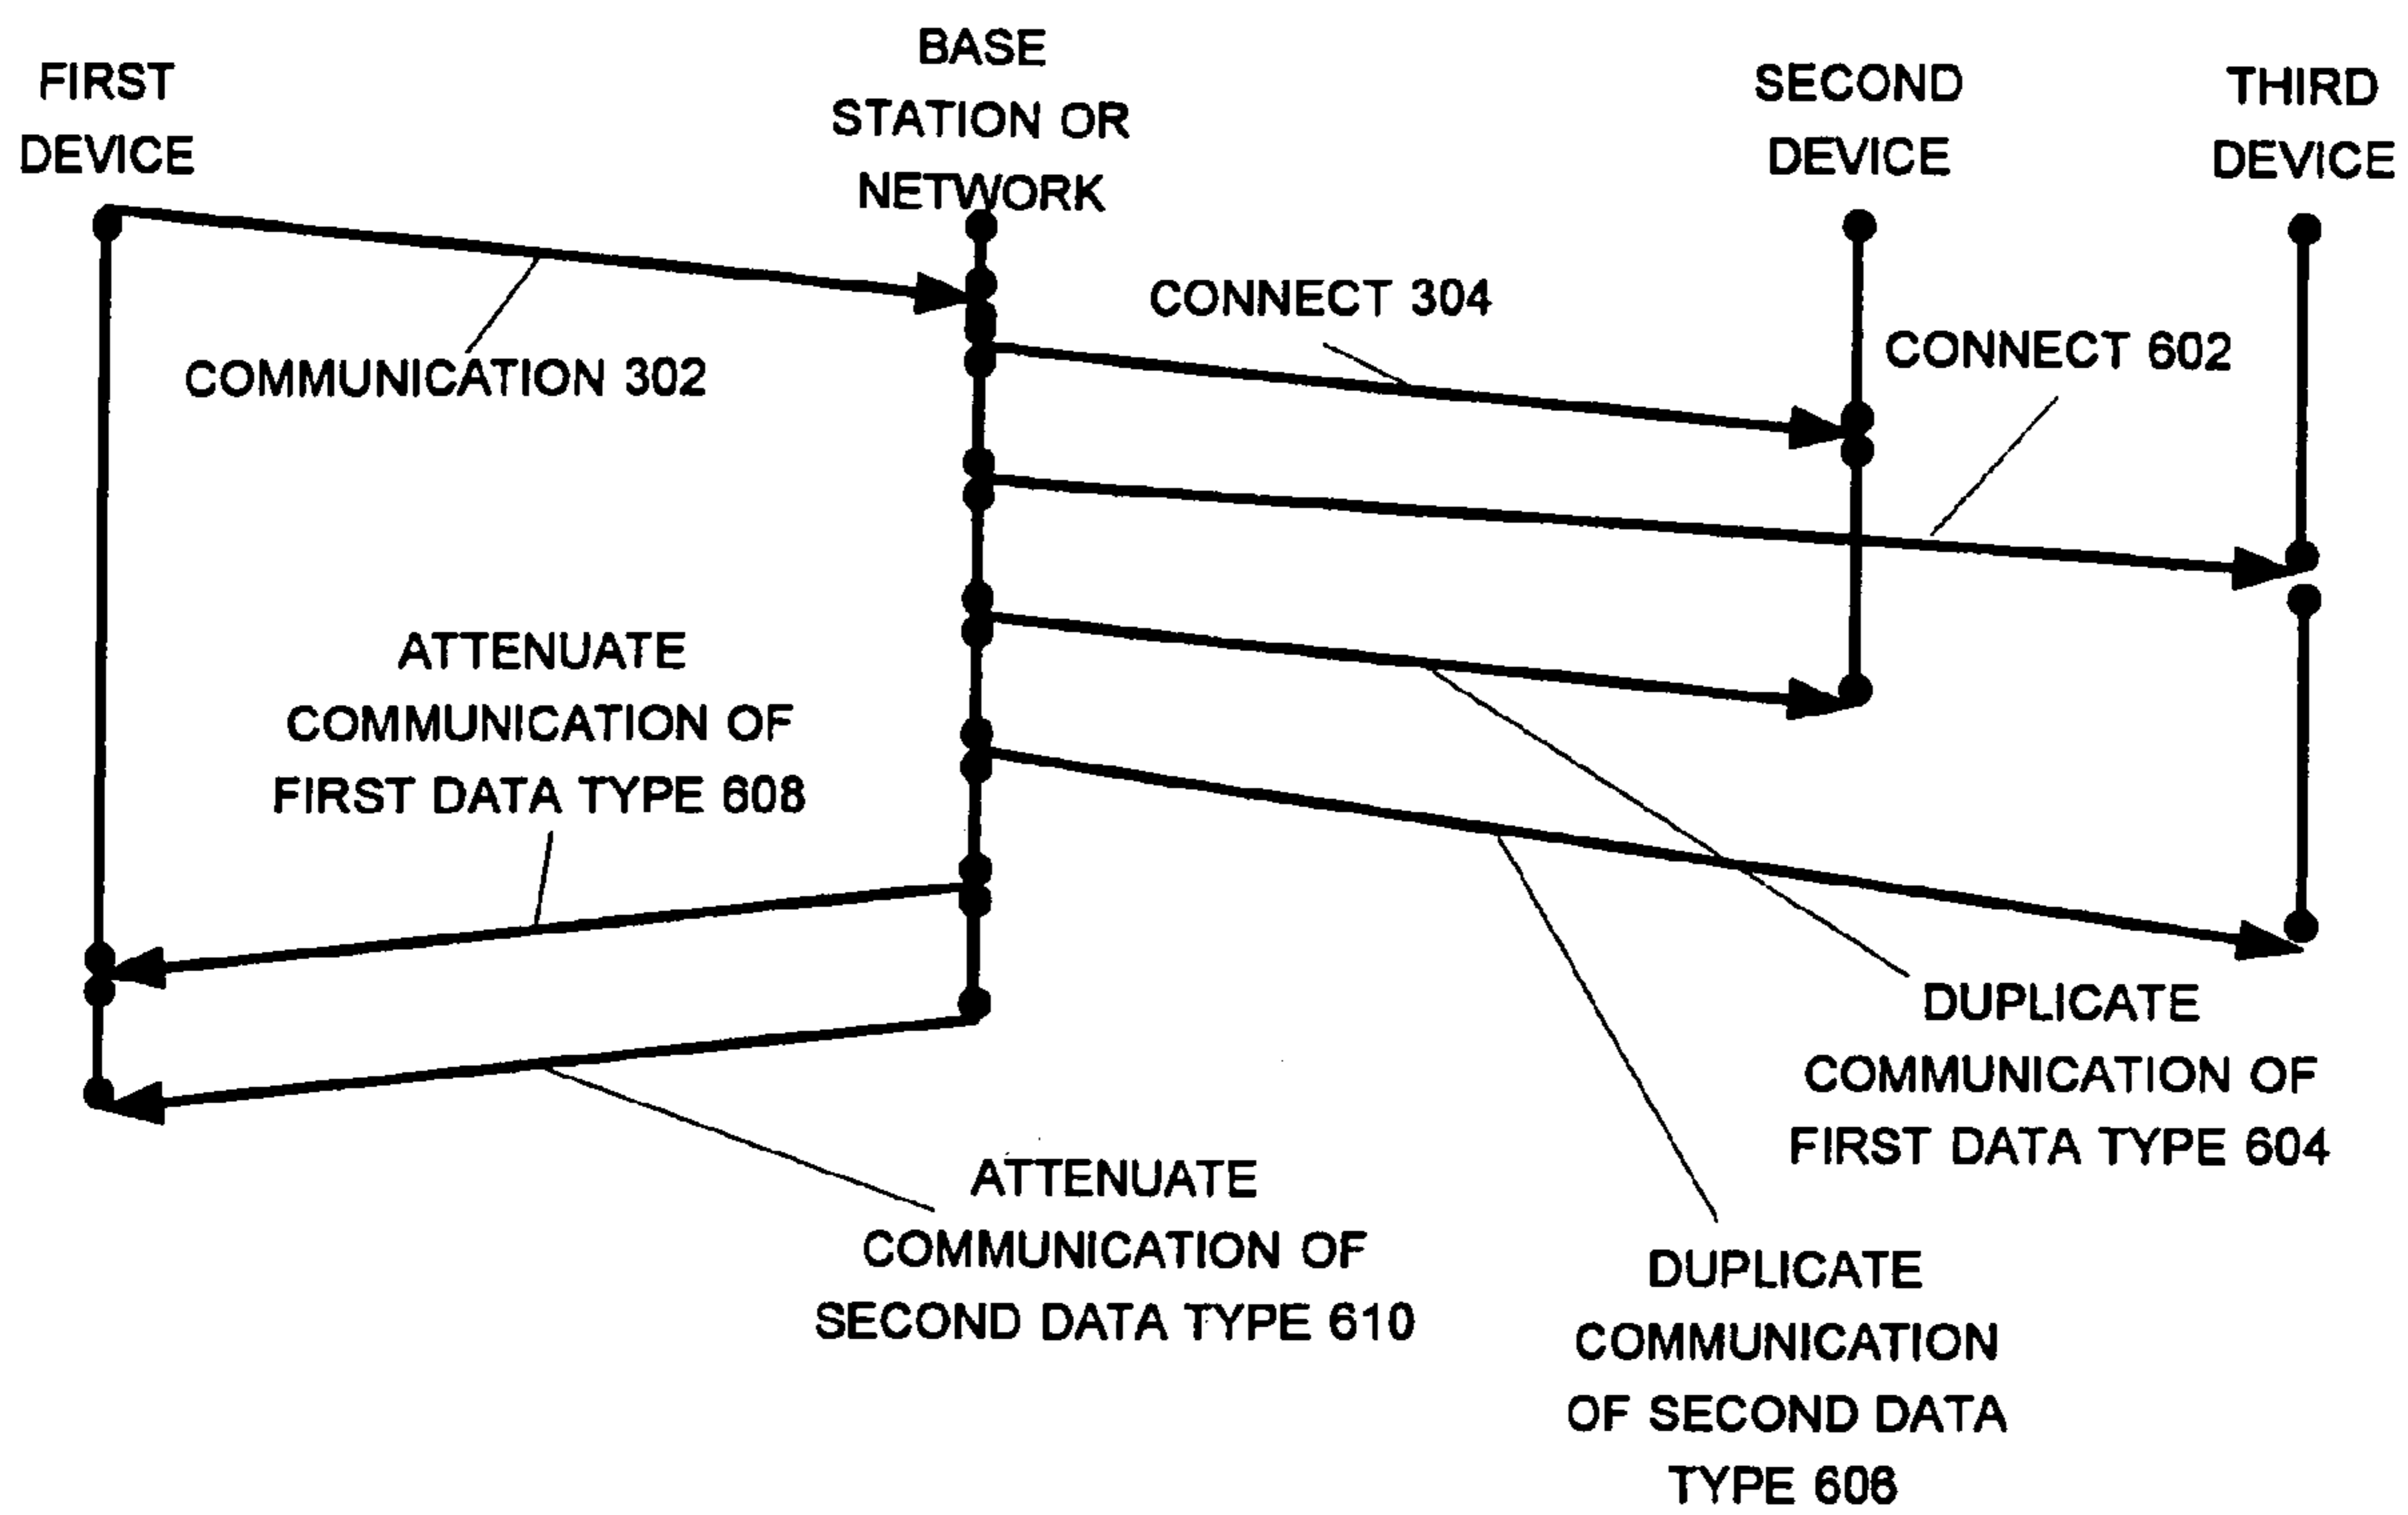 FIRST
DEVICE
BASE
STATION OR
NETWORK
SECOND
DEVICE
THIRD
DEVICE
COMMUNICATION 302
CONNECT 304
CONNECT 602
ATTENUATE
COMMUNICATION OF
FIRST DATA TYPE 608
DUPLICATE
COMMUNICATION OF
FIRST DATA TYPE 604
ATTENUATE
COMMUNICATION OF
SECOND DATA TYPE 610
DUPLICATE
COMMUNICATION
OF SECOND DATA
TYPE 606